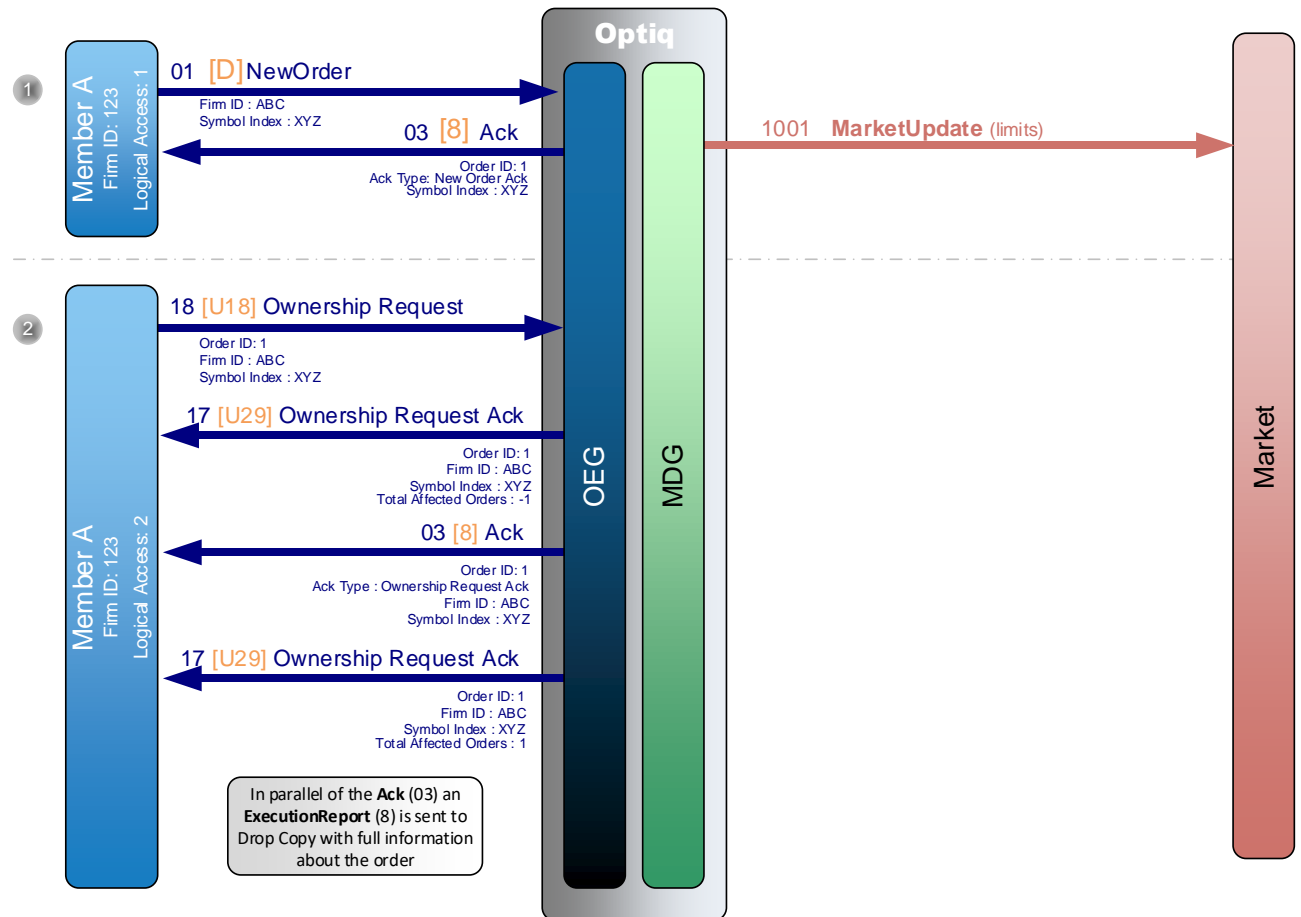 Optiq
1
Member A
Firm ID: 123
Logical Access: 1
01 [D] NewOrder
Firm ID : ABC
Symbol Index : XYZ
03 [8] Ack
Order ID: 1
Ack Type: New Order Ack
Symbol Index : XYZ
1001 MarketUpdate (limits)
2
Member A
Firm ID: 123
Logical Access: 2
18 [U18] Ownership Request
Order ID: 1
Firm ID : ABC
Symbol Index : XYZ
17 [U29] Ownership Request Ack
Order ID: 1
Firm ID : ABC
Symbol Index : XYZ
Total Affected Orders : -1
03 [8] Ack
Order ID: 1
Ack Type : Ownership Request Ack
Firm ID : ABC
Symbol Index : XYZ
17 [U29] Ownership Request Ack
Order ID: 1
Firm ID : ABC
Symbol Index : XYZ
Total Affected Orders : 1
OEG
MDG
Market
In parallel of the Ack (03) an
ExecutionReport (8) is sent to
Drop Copy with full information
about the order